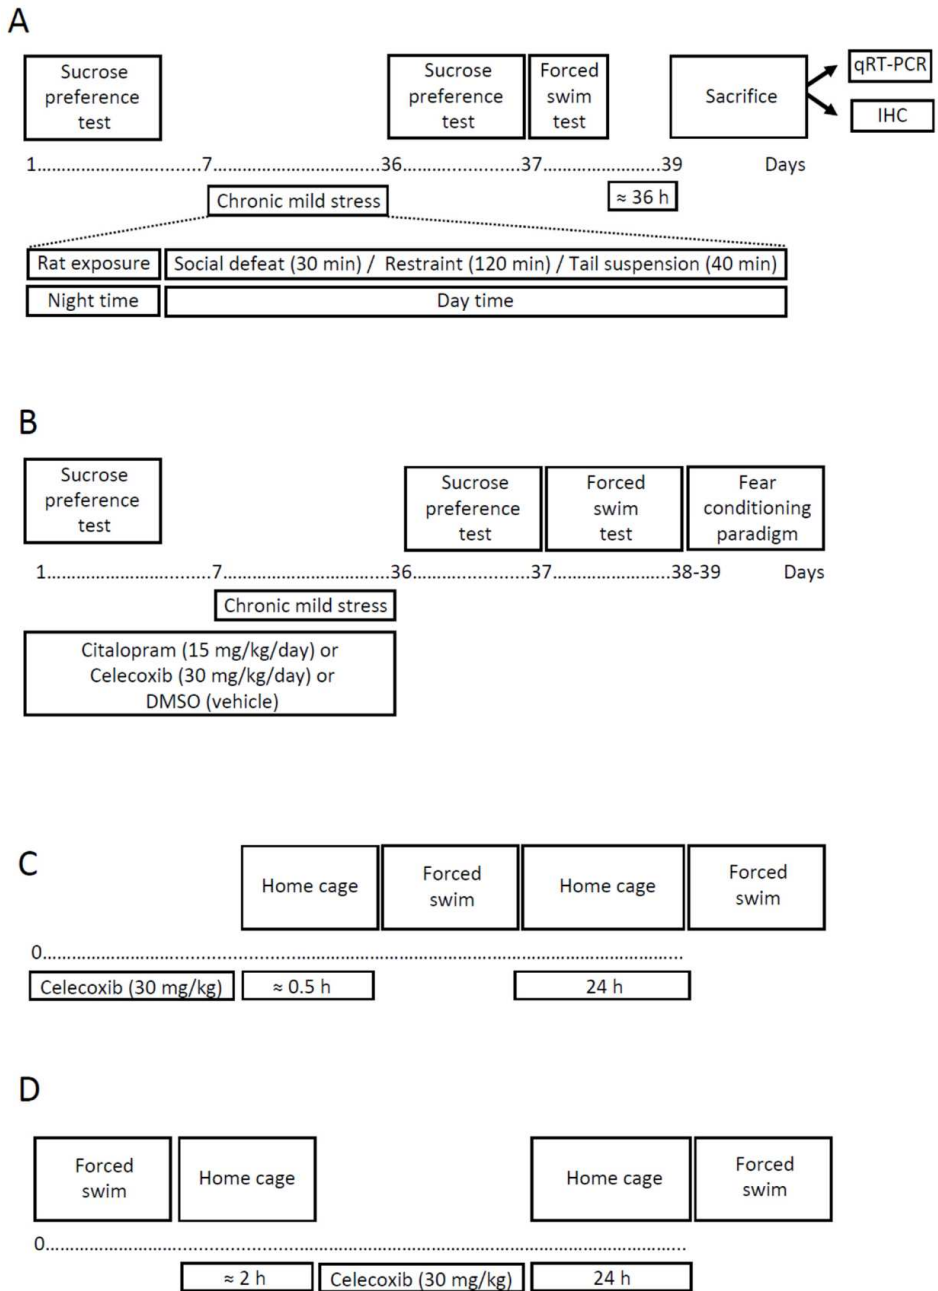 A
Sucrose
preference
test
Sucrose
preference
test
Forced
swim
test
Sacrifice
qRT-PCR
IHC
1...........................................7...........................................36................................37................................39 Days
Chronic mild stress
≈ 36 h
Rat exposure
Social defeat (30 min) / Restraint (120 min) / Tail suspension (40 min)
Night time
Day time
B
Sucrose
preference
test
Sucrose
preference
test
Forced
swim
test
Fear
conditioning
paradigm
1...........................................7...........................................36................................37................................38-39 Days
Chronic mild stress
Citalopram (15 mg/kg/day) or
Celecoxib (30 mg/kg/day) or
DMSO (vehicle)
C
Home cage
Forced
swim
Home cage
Forced
swim
0................................................................................................................................
Celecoxib (30 mg/kg)
≈ 0.5 h
24 h
D
Forced
swim
Home cage
Home cage
Forced
swim
0................................................................................................................................
≈ 2 h
Celecoxib (30 mg/kg)
24 h